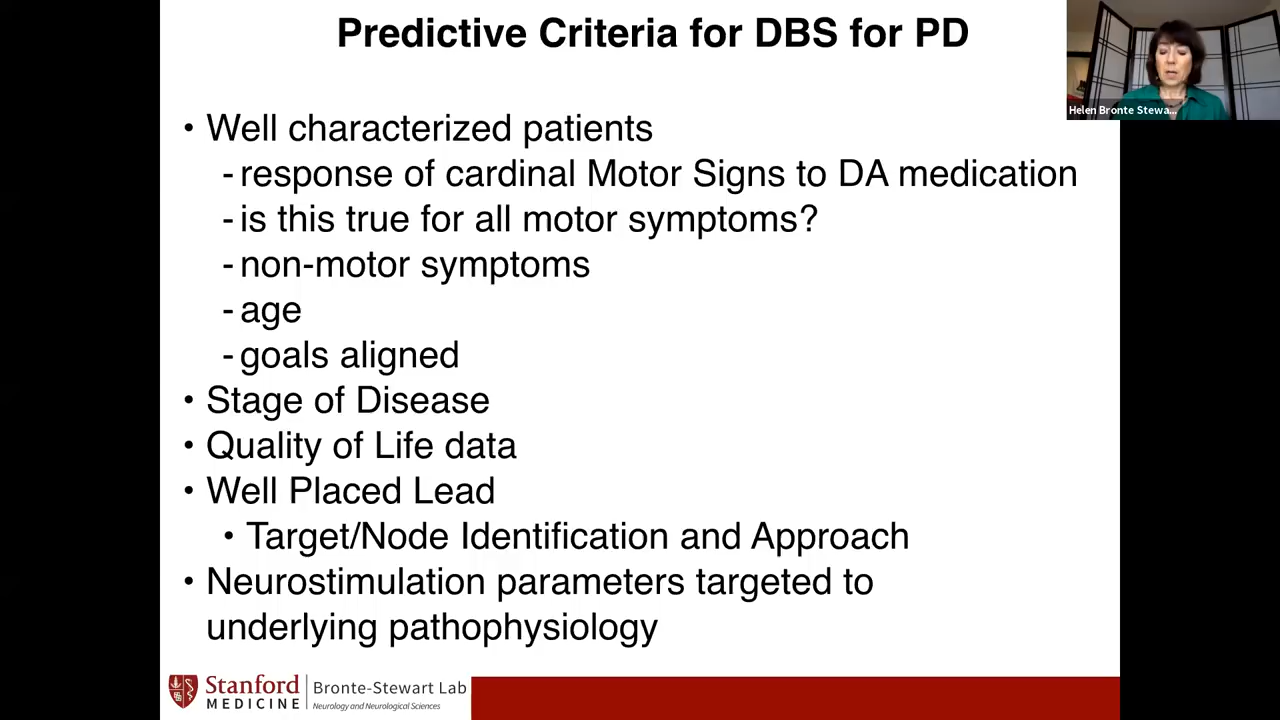 Predictive Criteria for DBS for PD
Helen Bronte Stewa...
• Well characterized patients
- response of cardinal Motor Signs to DA medication
- is this true for all motor symptoms?
- non-motor symptoms
- age
- goals aligned
• Stage of Disease
• Quality of Life data
• Well Placed Lead
• Target/Node Identification and Approach
• Neurostimulation parameters targeted to
underlying pathophysiology
Stanford
MEDICINE
Bronte-Stewart Lab
Neurology and Neurological Sciences